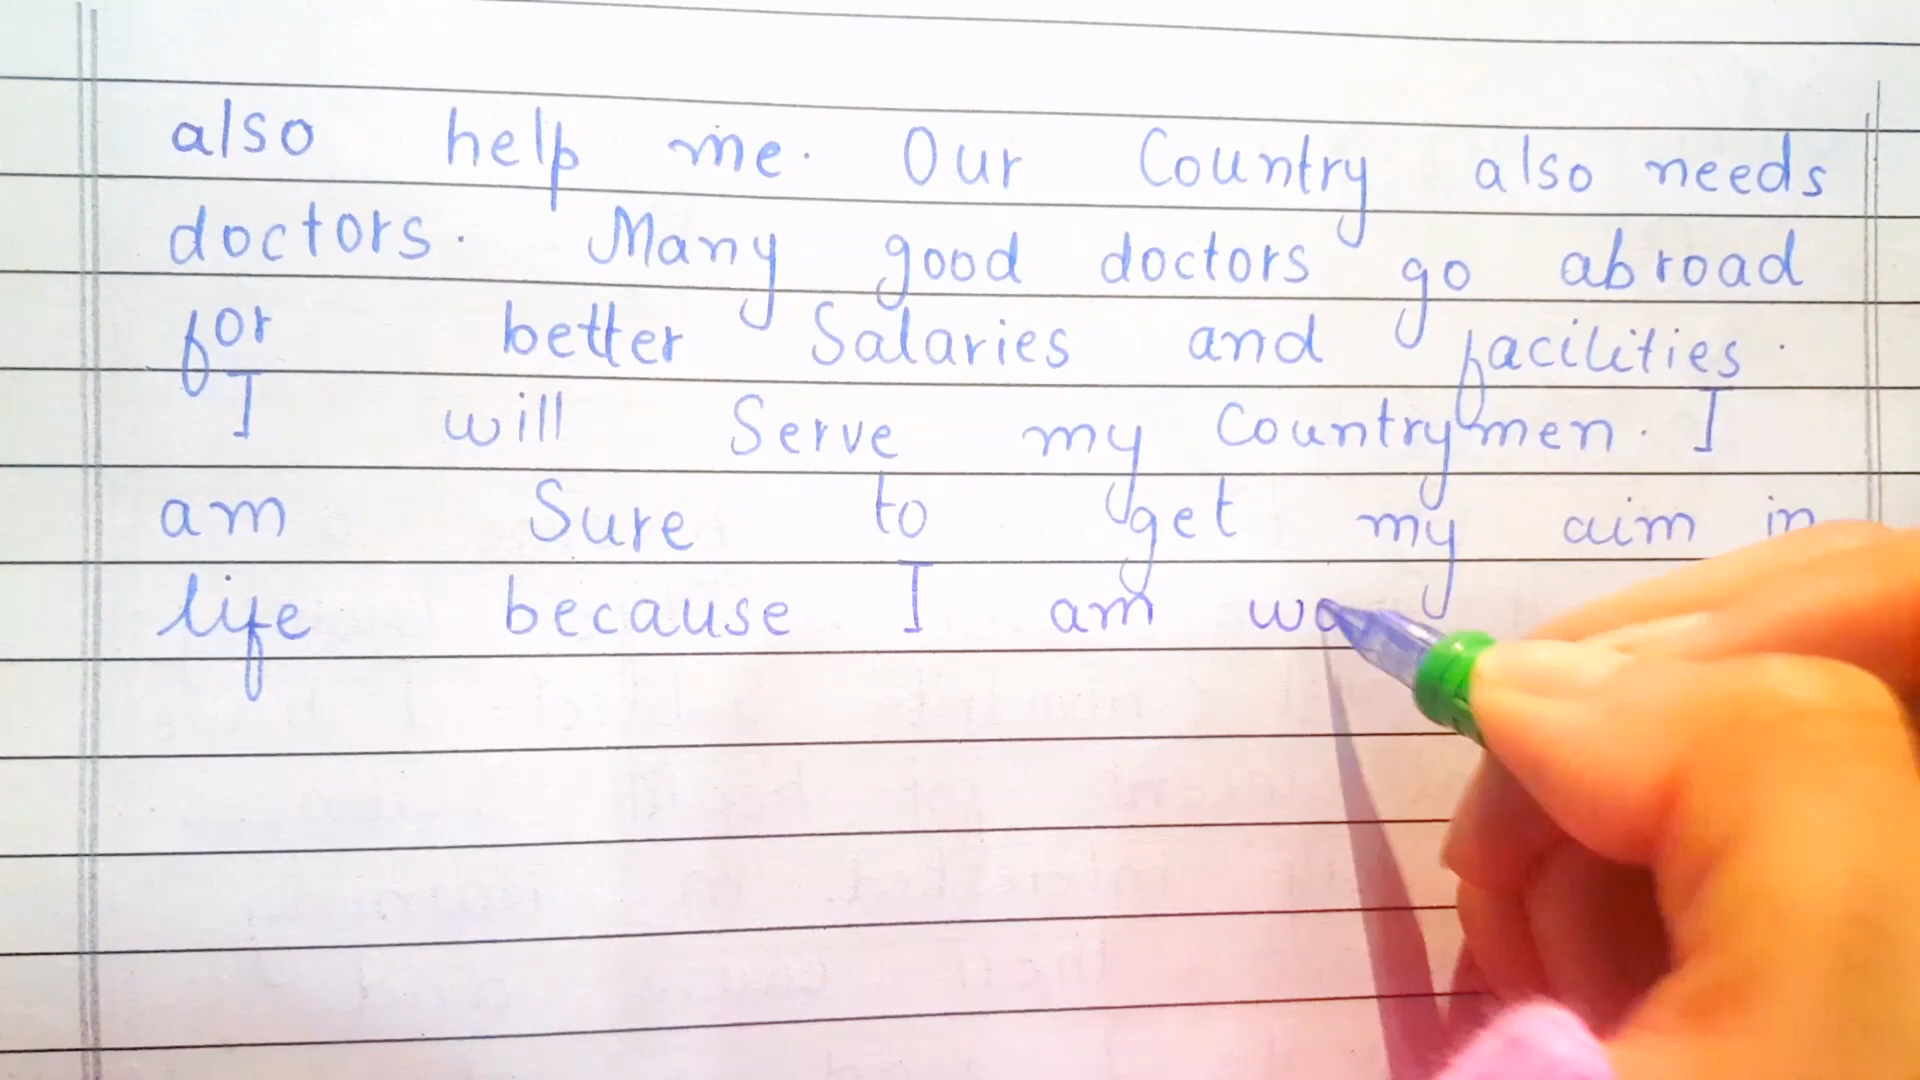 also help me. Our Country also needs
doctors. Many good doctors go abroad
for better Salaries and facilities.
I will Serve my Countrymen. I
am Sure to get my aim in
life because I am wo